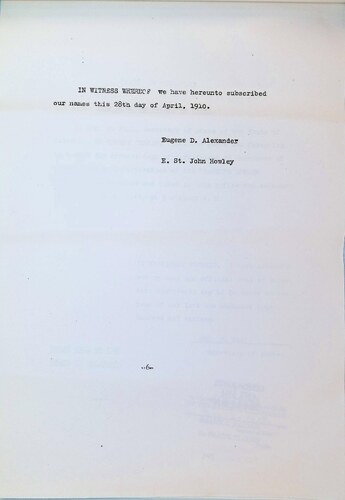 IN WITNESS WHEREOF we have hereunto subscribed
our names this 28th day of April, 1910.
Eugene D. Alexander
E. St. John Howley
--6--